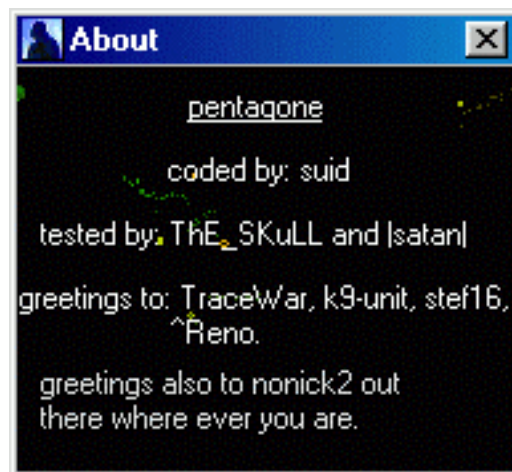 About
pentagone
coded by: suid
tested by: ThE_SKuLL and |satan|
greetings to: TraceWar, k9-unit, stef16,
^Reno.
greetings also to nonick2 out
there where ever you are.